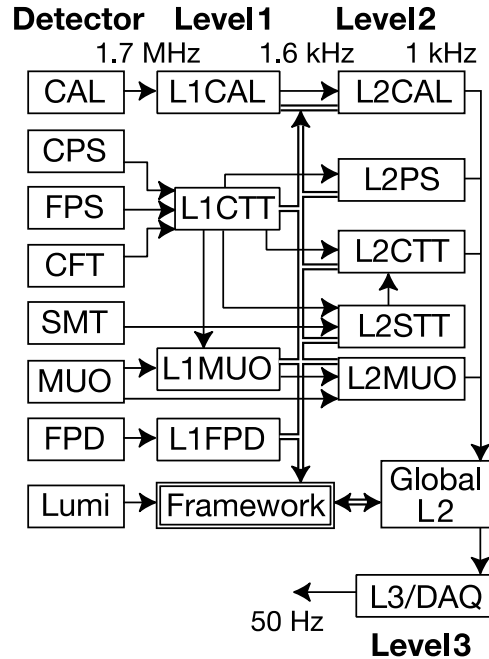 Detector Level1 Level2
1.7 MHz 1.6 kHz 1 kHz
CAL L1CAL L2CAL
CPS
L2PS
FPS L1CTT
CFT L2CTT
SMT L2STT
MUO L1MUO L2MUO
FPD L1FPD
Lumi Framework Global
L2
50 Hz L3/DAQ
Level3